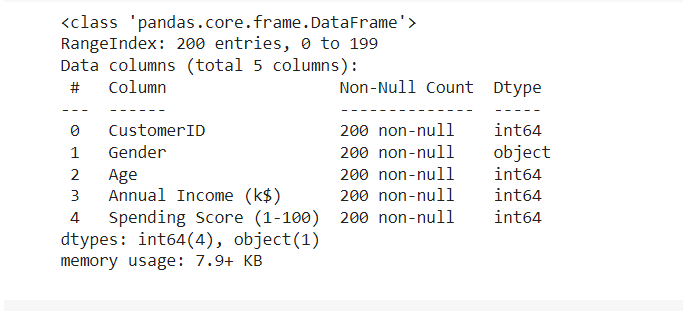 <class 'pandas.core.frame.DataFrame'>
RangeIndex: 200 entries, 0 to 199
Data columns (total 5 columns):
 #   Column                  Non-Null Count  Dtype
---  ------                  --------------  -----
 0   CustomerID              200 non-null    int64
 1   Gender                  200 non-null    object
 2   Age                     200 non-null    int64
 3   Annual Income (k$)      200 non-null    int64
 4   Spending Score (1-100)  200 non-null    int64
dtypes: int64(4), object(1)
memory usage: 7.9+ KB